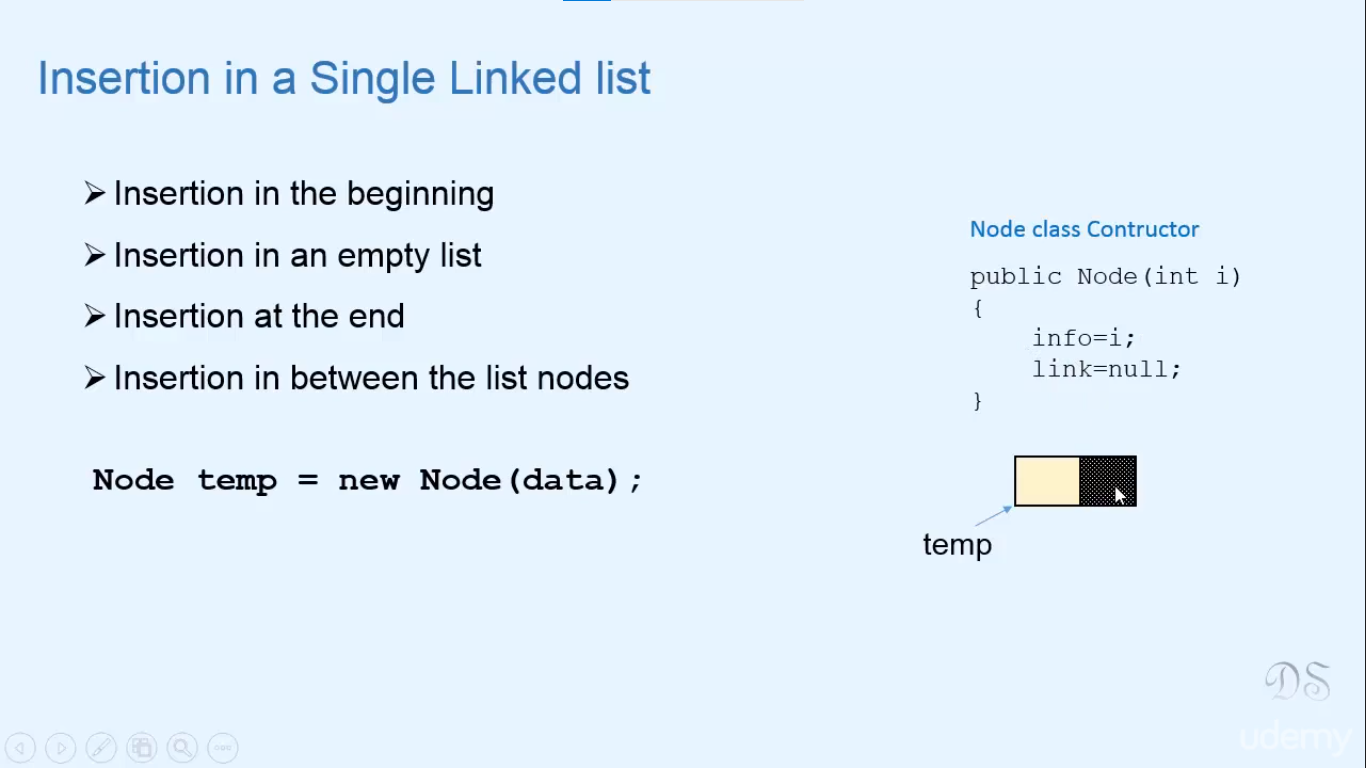 Insertion in a Single Linked list
➢ Insertion in the beginning
➢ Insertion in an empty list
➢ Insertion at the end
➢ Insertion in between the list nodes
Node temp = new Node(data);
Node class Contructor
public Node(int i)
{
info=i;
link=null;
}
temp
DS
udemy